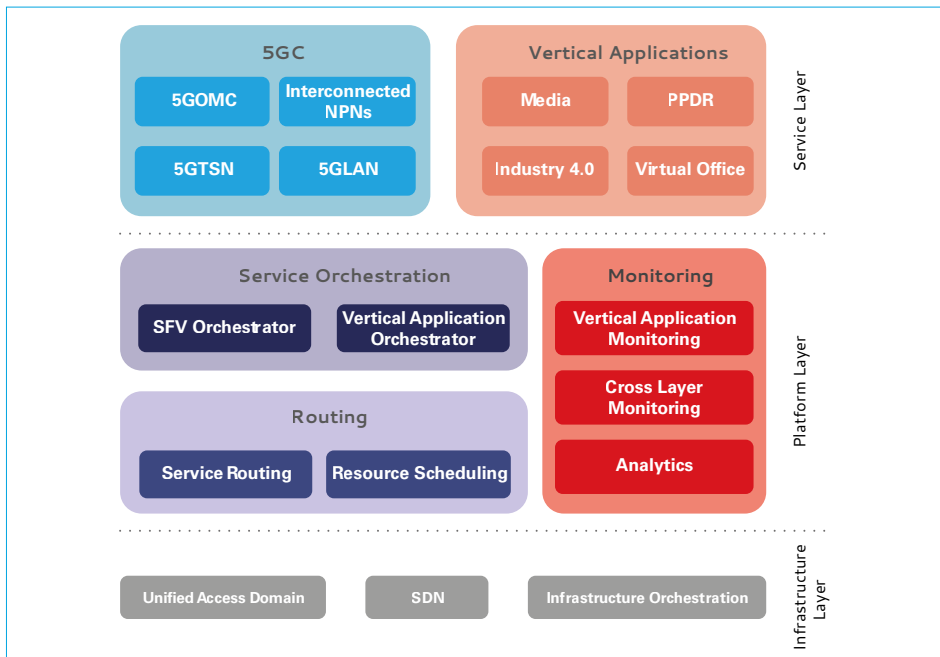 5GC
5GOMC
Interconnected
NPNs
5GTSN
5GLAN
Vertical Applications
Media
PPDR
Industry 4.0
Virtual Office
Service Layer
Service Orchestration
SFV Orchestrator
Vertical Application
Orchestrator
Routing
Service Routing
Resource Scheduling
Monitoring
Vertical Application
Monitoring
Cross Layer
Monitoring
Analytics
Platform Layer
Unified Access Domain
SDN
Infrastructure Orchestration
Infrastructure
Layer